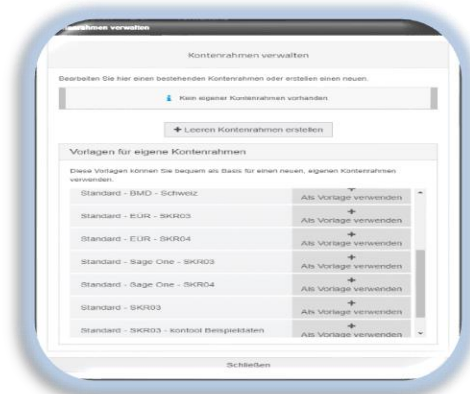 Kontenrahmen verwalten
Kontenrahmen verwalten
Bearbeiten Sie hier einen bestehenden Kontenrahmen oder erstellen einen neuen.
Kein eigener Kontenrahmen vorhanden
+ Leeren Kontenrahmen erstellen
Vorlagen für eigene Kontenrahmen
Diese Vorlagen können Sie bequem als Basis für einen neuen, eigenen Kontenrahmen
verwenden.
Standard - BMD - Schweiz
Als Vorlage verwenden
Standard - EUR - SKR03
Als Vorlage verwenden
Standard - EUR - SKR04
Als Vorlage verwenden
Standard - Sage One - SKR03
Als Vorlage verwenden
Standard - Sage One - SKR04
Als Vorlage verwenden
Standard - SKR03
Als Vorlage verwenden
Standard - SKR03 - kontool Beispieldaten
Als Vorlage verwenden
Schließen